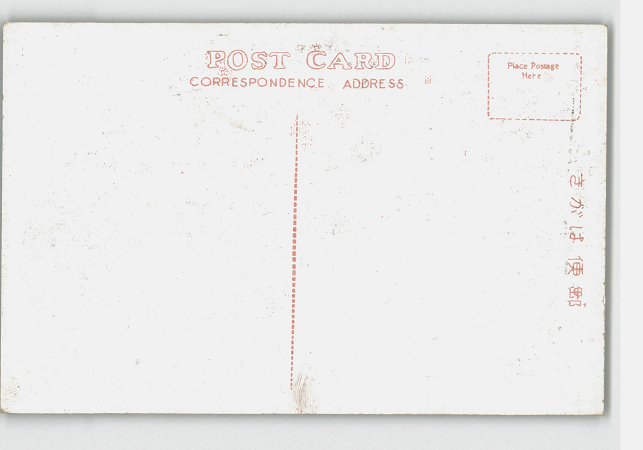 POST CARD
CORRESPONDENCE. ADDRESS
Place Postage
Here
郵便はがき